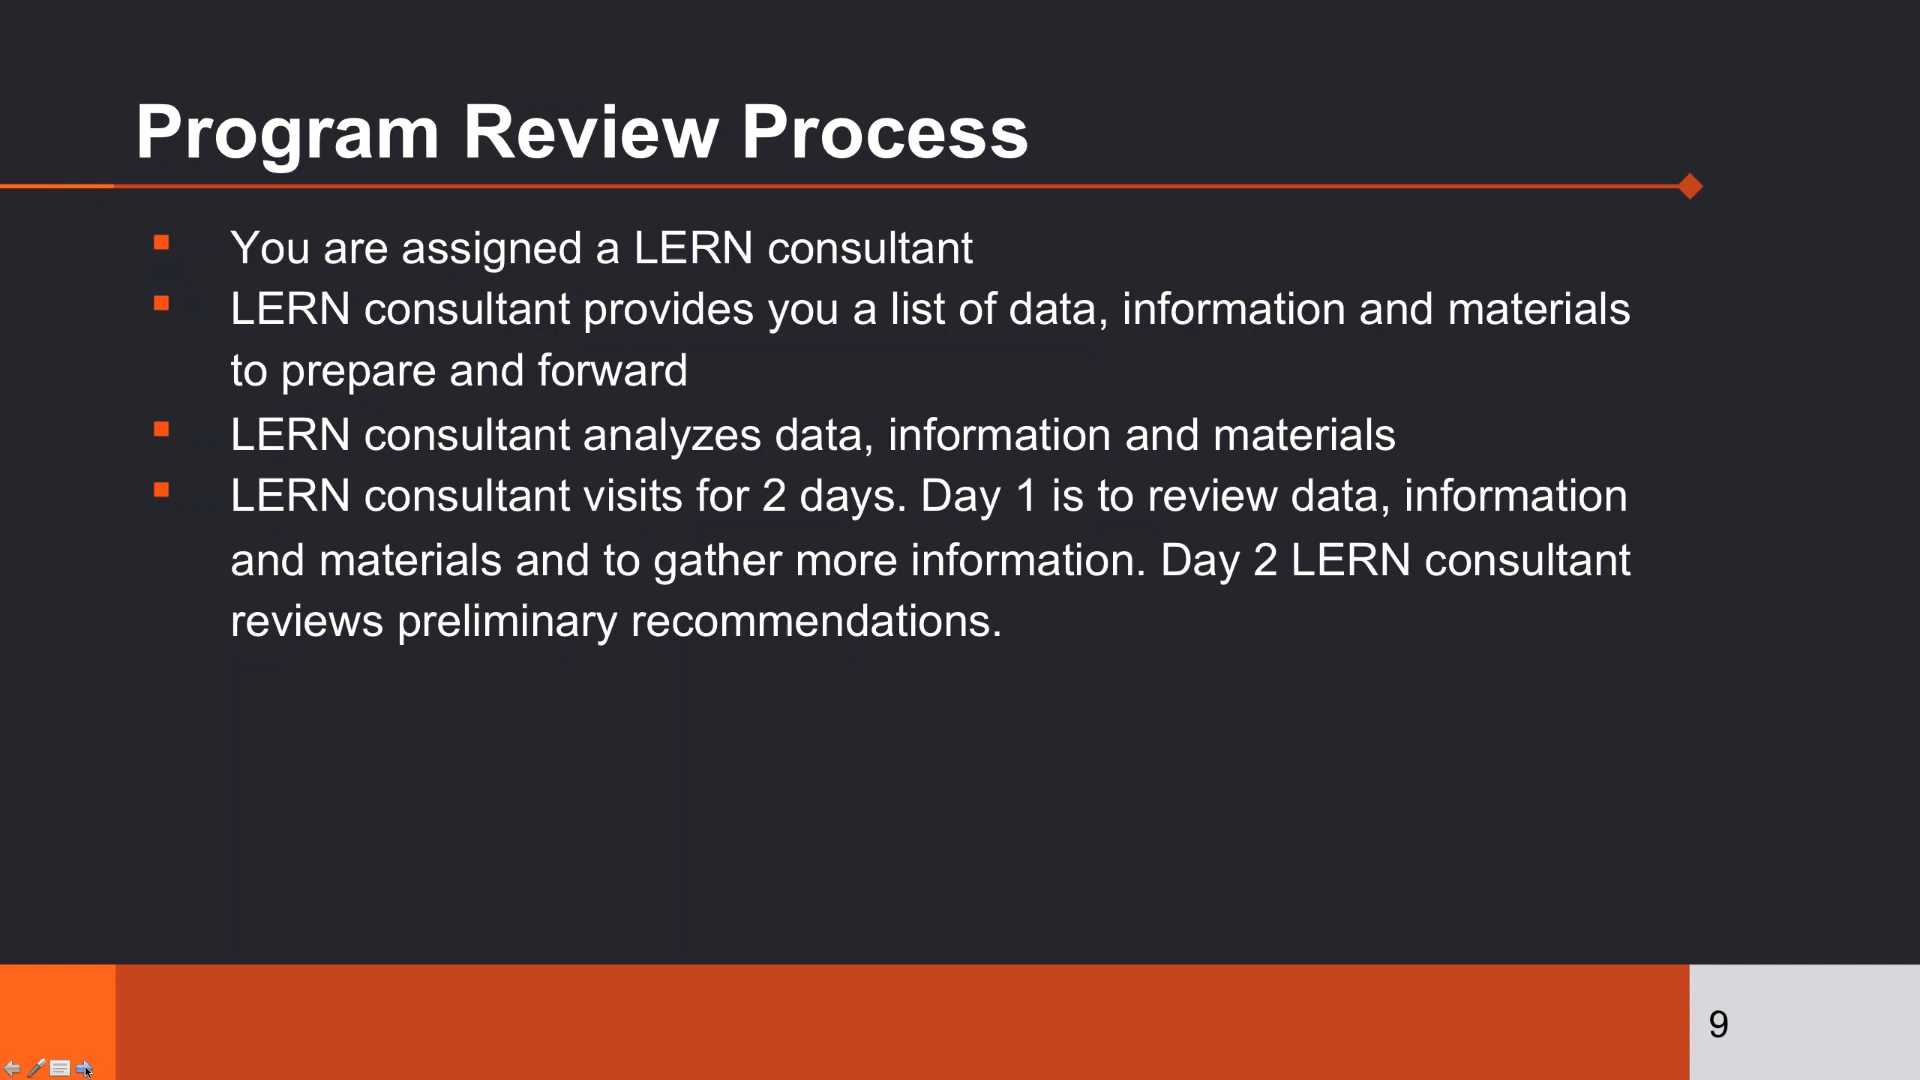 Program Review Process
You are assigned a LERN consultant
LERN consultant provides you a list of data, information and materials
to prepare and forward
LERN consultant analyzes data, information and materials
LERN consultant visits for 2 days. Day 1 is to review data, information
and materials and to gather more information. Day 2 LERN consultant
reviews preliminary recommendations.
9